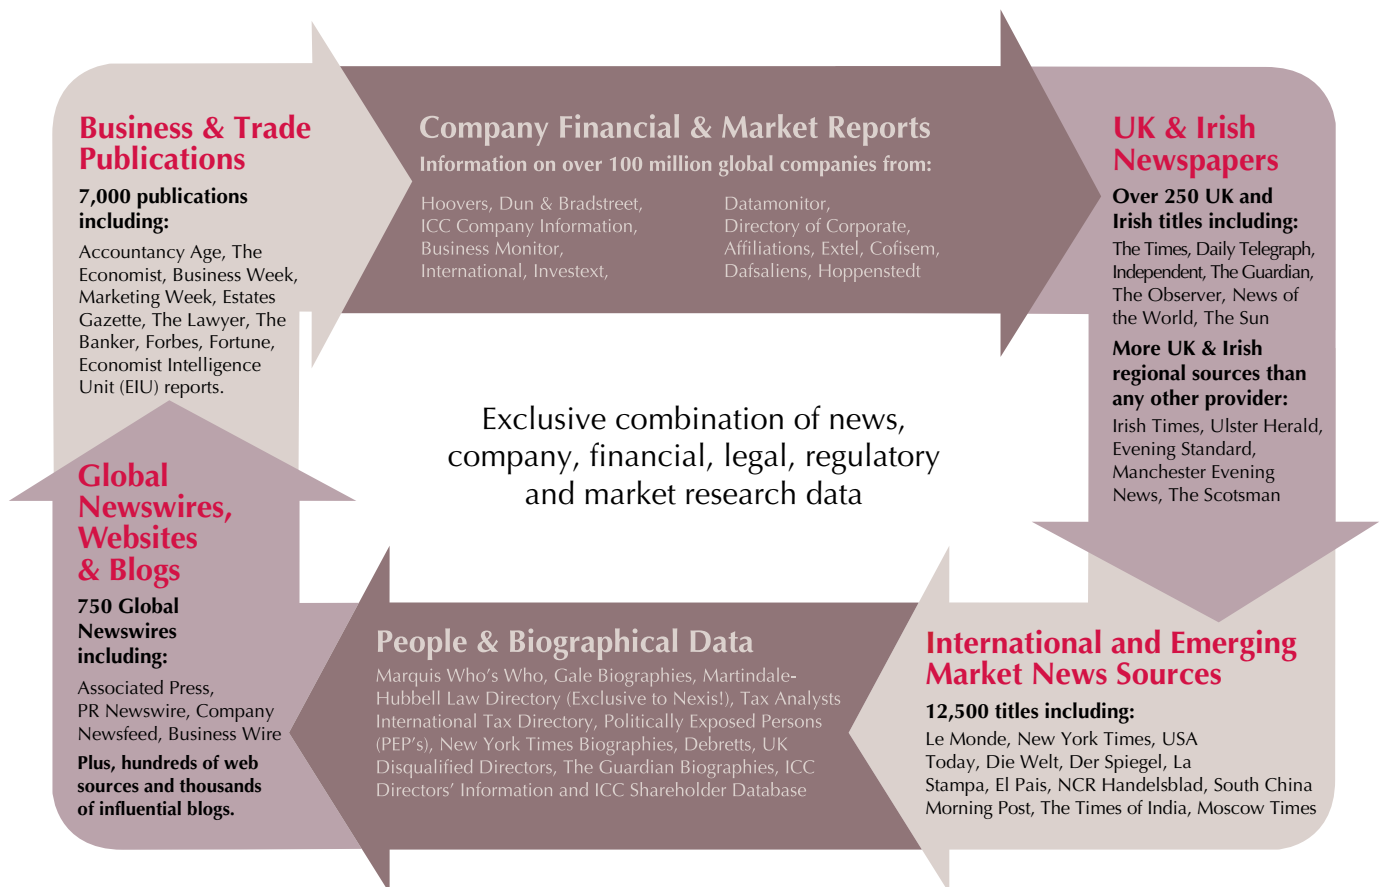 Business & Trade
Publications
7,000 publications
including:
Accountancy Age, The
Economist, Business Week,
Marketing Week, Estates
Gazette, The Lawyer, The
Banker, Forbes, Fortune,
Economist Intelligence
Unit (EIU) reports.
Company Financial & Market Reports
Information on over 100 million global companies from:
Hoovers, Dun & Bradstreet,
ICC Company Information,
Business Monitor,
International, Investext,
Datamonitor,
Directory of Corporate,
Affiliations, Extel, Cofisem,
Dafsaliens, Hoppenstedt
UK & Irish
Newspapers
Over 250 UK and
Irish titles including:
The Times, Daily Telegraph,
Independent, The Guardian,
The Observer, News of
the World, The Sun
More UK & Irish
regional sources than
any other provider:
Irish Times, Ulster Herald,
Evening Standard,
Manchester Evening
News, The Scotsman
Exclusive combination of news,
company, financial, legal, regulatory
and market research data
Global
Newswires,
Websites
& Blogs
750 Global
Newswires
including:
Associated Press,
PR Newswire, Company
Newsfeed, Business Wire
Plus, hundreds of web
sources and thousands
of influential blogs.
People & Biographical Data
Marquis Who's Who, Gale Biographies, Martindale-
Hubbell Law Directory (Exclusive to Nexis!), Tax Analysts
International Tax Directory, Politically Exposed Persons
(PEP's), New York Times Biographies, Debretts, UK
Disqualified Directors, The Guardian Biographies, ICC
Directors' Information and ICC Shareholder Database
International and Emerging
Market News Sources
12,500 titles including:
Le Monde, New York Times, USA
Today, Die Welt, Der Spiegel, La
Stampa, El Pais, NCR Handelsblad, South China
Morning Post, The Times of India, Moscow Times